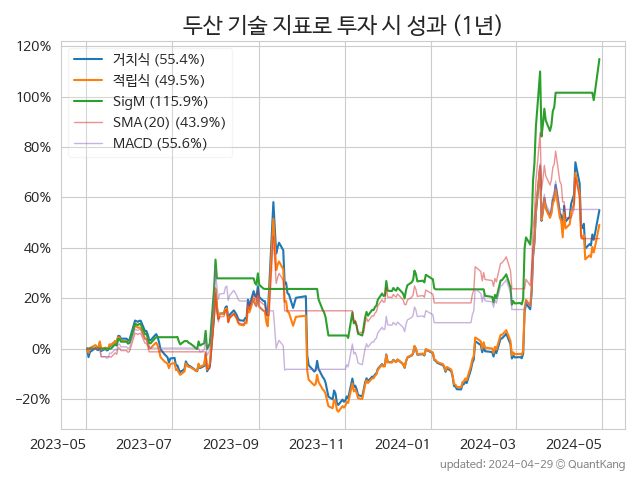 두산 기술 지표로 투자 시 성과 (1년)
거치식 (55.4%)
적립식 (49.5%)
SigM (115.9%)
SMA(20) (43.9%)
MACD (55.6%)
120%
100%
80%
60%
40%
20%
0%
−20%
2023-05 2023-07 2023-09 2023-11 2024-01 2024-03 2024-05
updated: 2024-04-29 © QuantKang